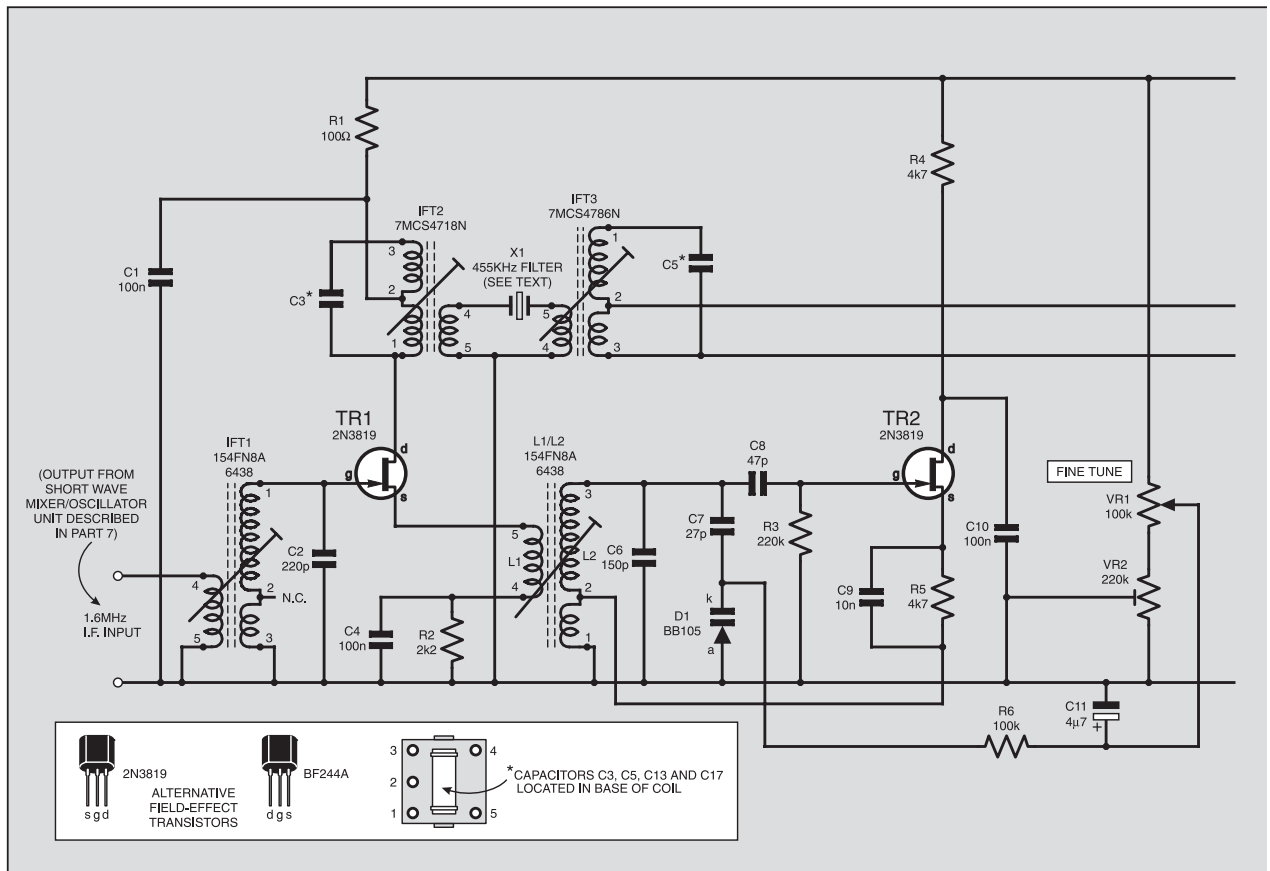 R1
100Ω
R4
4k7
IFT2
7MCS4718N
IFT3
7MCS4786N
X1
455KHz FILTER
(SEE TEXT)
C1
100n
C3*
C5*
3
2
1
4
5
1
5
4
2
3
TR1
2N3819
d
g
s
TR2
2N3819
d
g
s
IFT1
154FN8A
6438
L1/L2
154FN8A
6438
C8
47p
FINE TUNE
(OUTPUT FROM
SHORT WAVE
MIXER/OSCILLATOR
UNIT DESCRIBED
IN PART 7)
1.6MHz
I.F. INPUT
1
4
5
2
N.C.
3
C2
220p
5
L1
4
3
L2
2
1
C4
100n
R2
2k2
C6
150p
C7
27p
R3
220k
k
D1
BB105
a
C9
10n
R5
4k7
C10
100n
VR1
100k
VR2
220k
R6
100k
C11
4µ7
+
2N3819
s g d
ALTERNATIVE
FIELD-EFFECT
TRANSISTORS
BF244A
d g s
3
2
1
4
5
*CAPACITORS C3, C5, C13 AND C17
LOCATED IN BASE OF COIL